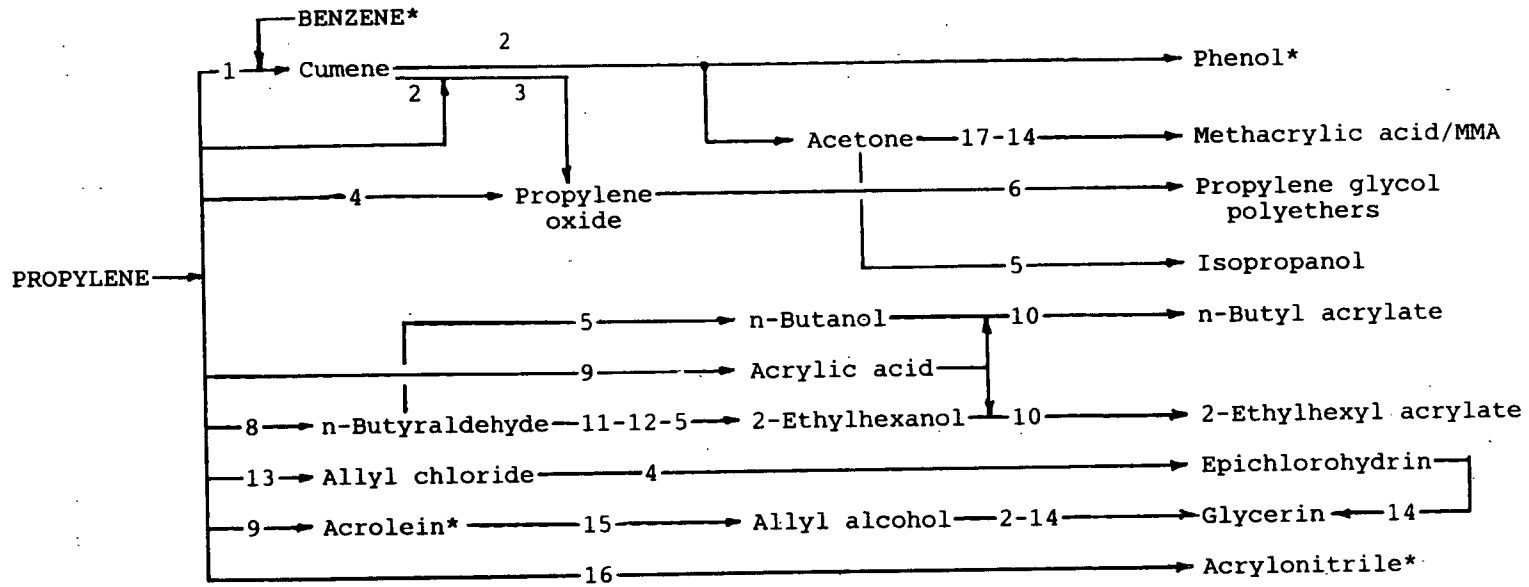 BENZENE*
2
1 Cumene Phenol*
2 3
Acetone 17-14 Methacrylic acid/MMA
4 Propylene oxide 6 Propylene glycol polyethers
PROPYLENE 5 Isopropanol
5 n-Butanol 10 n-Butyl acrylate
9 Acrylic acid
8 n-Butyraldehyde 11-12-5 2-Ethylhexanol 10 2-Ethylhexyl acrylate
13 Allyl chloride 4 Epichlorohydrin
9 Acrolein* 15 Allyl alcohol 2-14 Glycerin 14
16 Acrylonitrile*